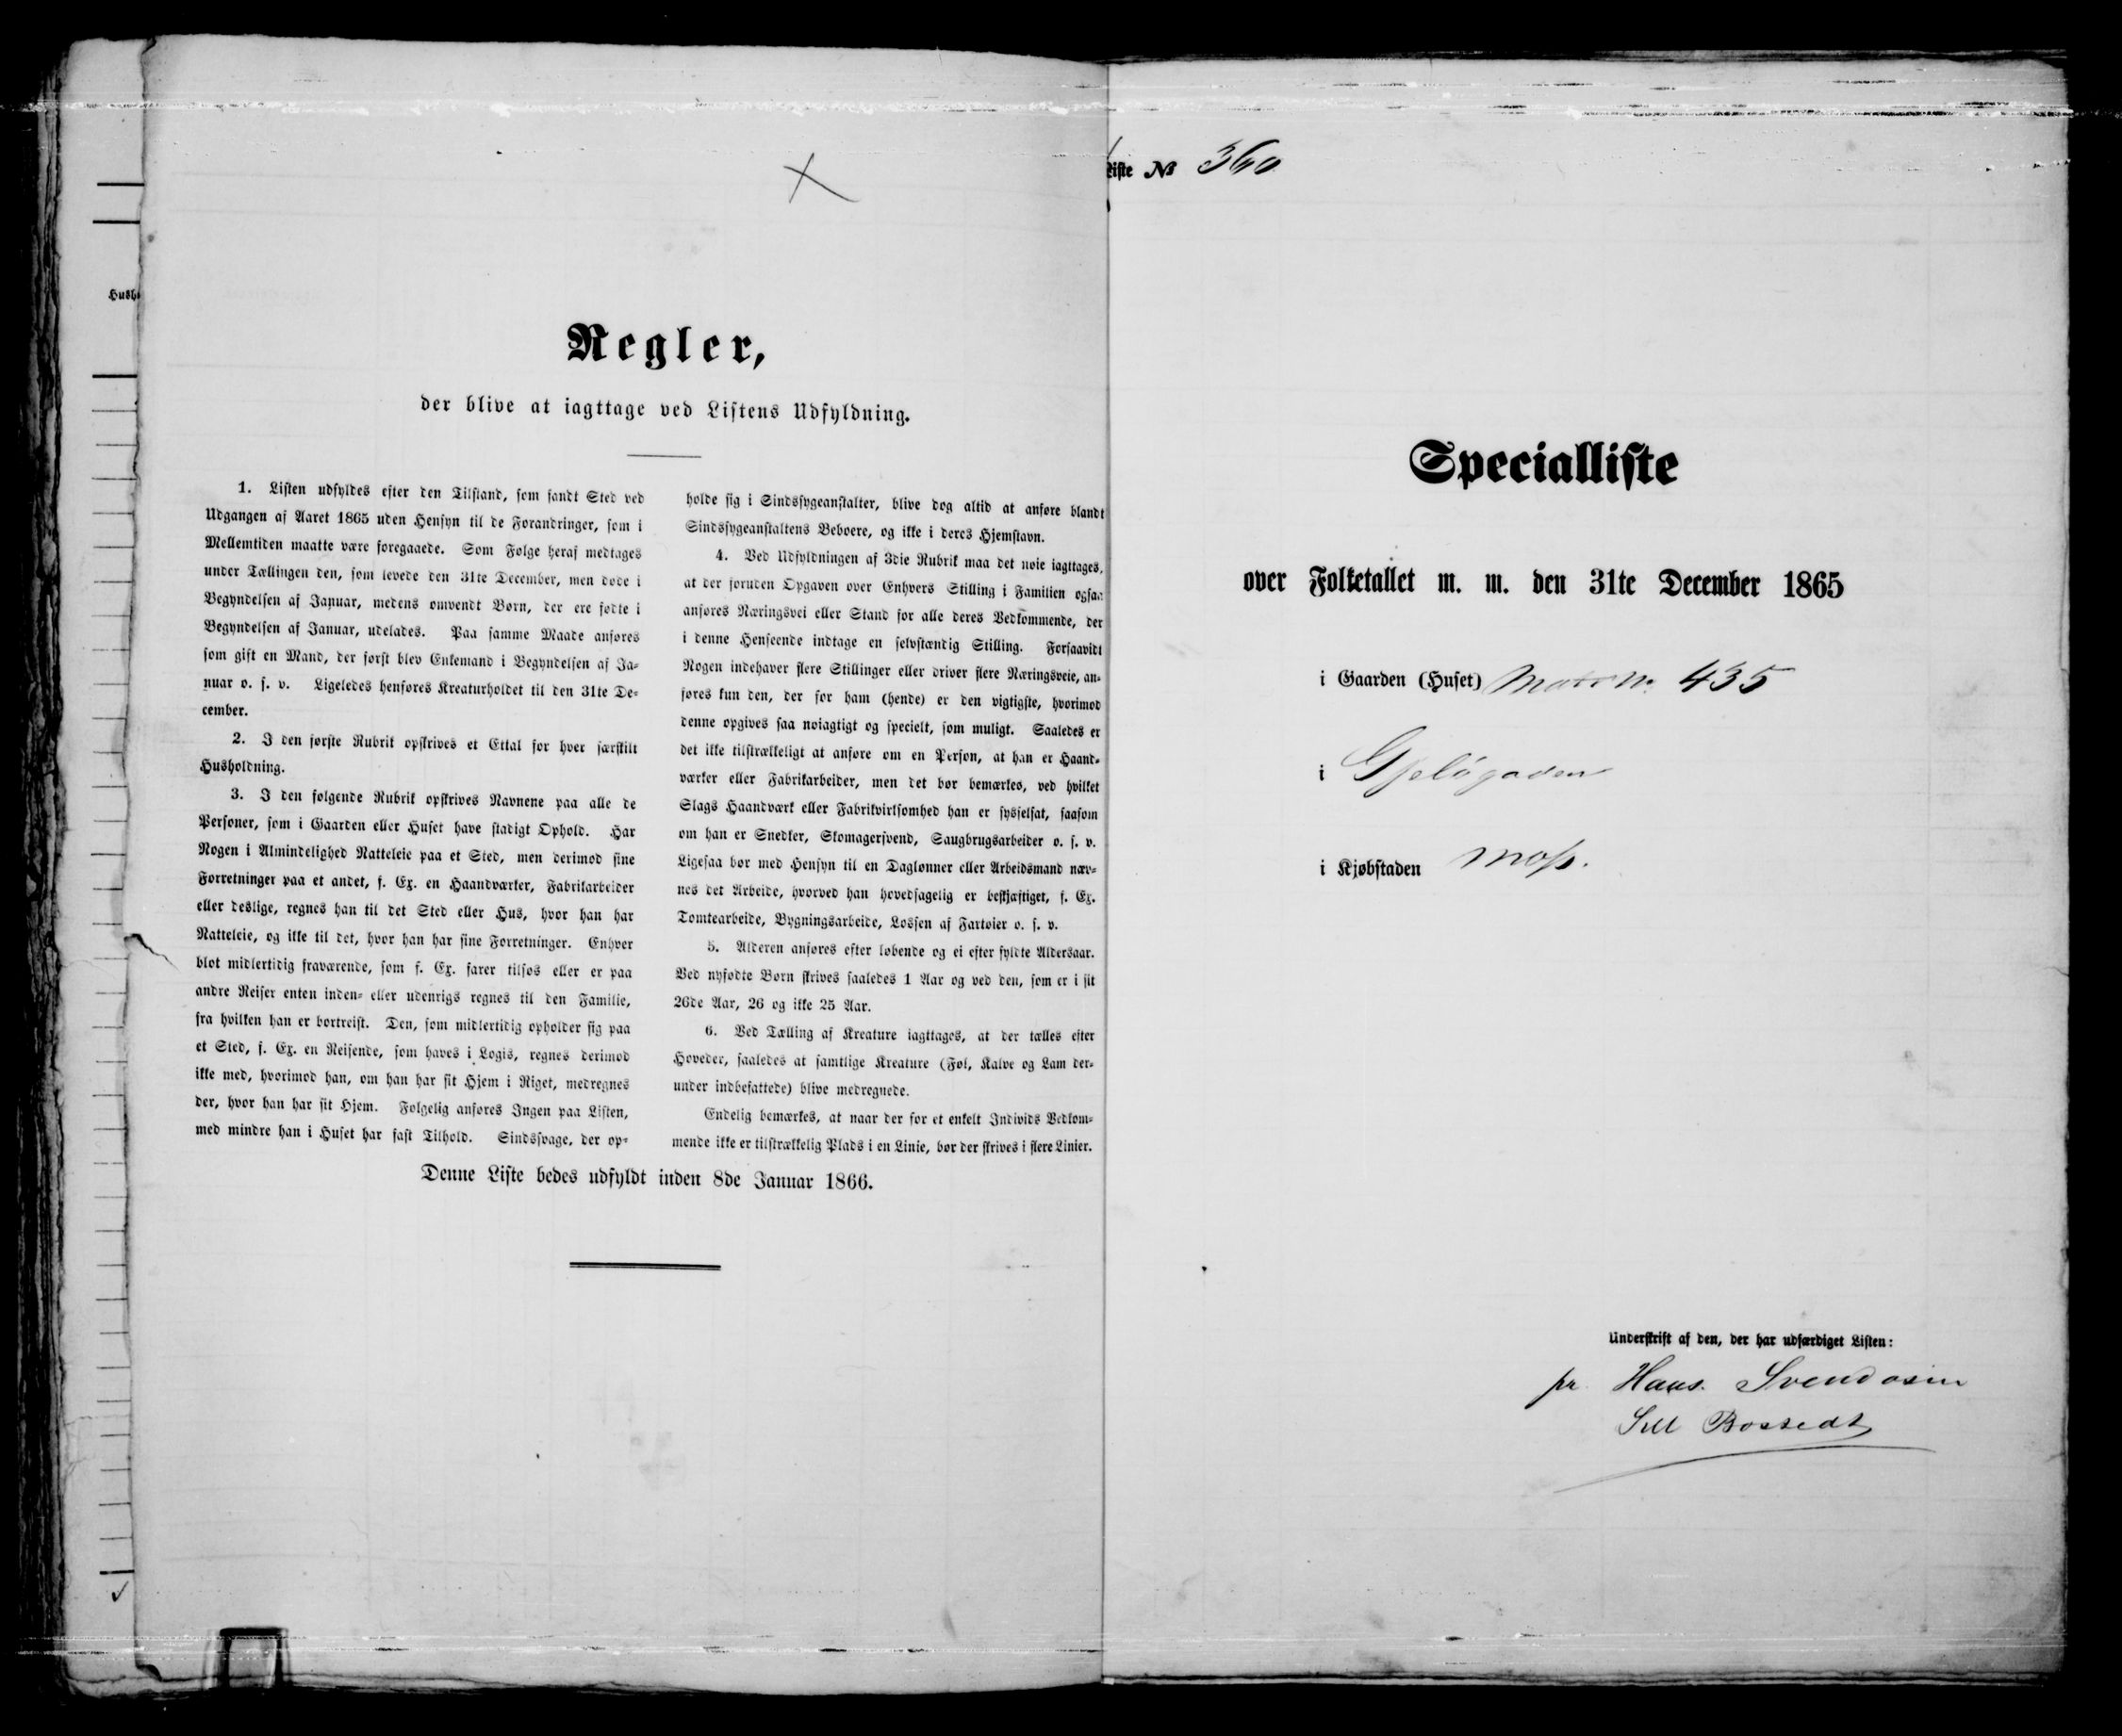 Hush
Regler,
der blive at iagttage ved Listens Udfyldning.
1. Listen udfyldes efter den Tilstand, som fandt Sted ved
Udgangen af Aaret 1865 uden Hensyn til de Forandringer, som i
Mellemtiden maatte være foregaaede. Som Følge heraf medtages
under Tællingen den, som levede den 31te December, men døde i
Begyndelsen af Januar, medens omvendt Børn, der ere fødte i
Begyndelsen af Januar, udelades. Paa samme Maade anføres
som gift en Mand, der først blev Enkemand i Begyndelsen af Ja-
nuar o. s. v. Ligeledes henføres Kreaturholdet til den 31te De-
cember.
2. I den første Rubrik opskrives et Ettal for hver særskilt
Husholdning.
3. I den følgende Rubrik opskrives Navnene paa alle de
Personer, som i Gaarden eller Huset have stadigt Ophold. Har
Nogen i Almindelighed Natteleie paa et Sted, men derimod sine
Forretninger paa et andet, f. Ex. en Haandværker, Fabrikarbeider
eller deslige, regnes han til det Sted eller Hus, hvor han har
Natteleie, og ikke til det, hvor han har sine Forretninger. Enhver
blot midlertidig fraværende, som f. Ex. farer tilsøs eller er paa
andre Reiser enten inden- eller udenrigs regnes til den Familie,
fra hvilken han er bortreist. Den, som midlertidig opholder sig paa
et Sted, f. Ex. en Reisende, som haves i Logis, regnes derimod
ikke med, hvorimod han, om han har sit Hjem i Riget, medregnes
der, hvor han har sit Hjem. Følgelig anføres Ingen paa Listen,
med mindre han i Huset har fast Tilhold. Sindssvage, der op-
holde sig i Sindssygeanstalter, blive dog altid at anføre blandt
Sindssygeanstaltens Beboere, og ikke i deres Hjemstavn.
4. Ved Udfyldningen af 3die Rubrik maa det nøie iagttages,
at der foruden Opgaven over Enhvers Stilling i Familien ogsaa
anføres Næringsvei eller Stand for alle deres Vedkommende, der
i denne Henseende indtage en selvstændig Stilling. Forsaavidt
Nogen indehaver flere Stillinger eller driver flere Næringsveie, an-
føres kun den, der for ham (hende) er den vigtigste, hvorimod
denne opgives saa nøiagtigt og specielt, som muligt. Saaledes er
det ikke tilstrækkeligt at anføre om en Person, at han er Haand-
værker eller Fabrikarbeider, men det bør bemærkes, ved hvilket
Slags Haandværk eller Fabrikvirksomhed han er sysselsat, saasom
om han er Snedker, Skomagersvend, Saugbrugsarbeider o. s. v.
Ligesaa bør med Hensyn til en Dagløner eller Arbeidsmand næv-
nes det Arbeide, hvorved han hovedsagelig er beskjæftiget, f. Ex.
Tomtearbeide, Bygningsarbeide, Lossen af Fartøier o. s. v.
5. Alderen anføres efter løbende og ei efter fyldte Aldersaar.
Ved nyfødte Børn skrives saaledes 1 Aar og ved den, som er i sit
26de Aar, 26 og ikke 25 Aar.
6. Ved Tælling af Kreature iagttages, at der tælles efter
Hoveder, saaledes at samtlige Kreature (Føl, Kalve og Lam der-
under indbefattede) blive medregnede.
Endelig bemærkes, at naar der for et enkelt Individs Vedkom-
mende ikke er tilstrækkelig Plads i en Linie, bør der skrives i flere Linier.
Denne Liste bedes udfyldt inden 8de Januar 1866.
Liste № 360
Specialliste
over Folketallet m. m. den 31te December 1865
i Gaarden (Huset) Matr No. 435
i Gjelögaden
i Kjøbstaden Moss.
Underskrift af den, der har udfærdiget Listen:
pr. Hans Svendsen
Bostedt